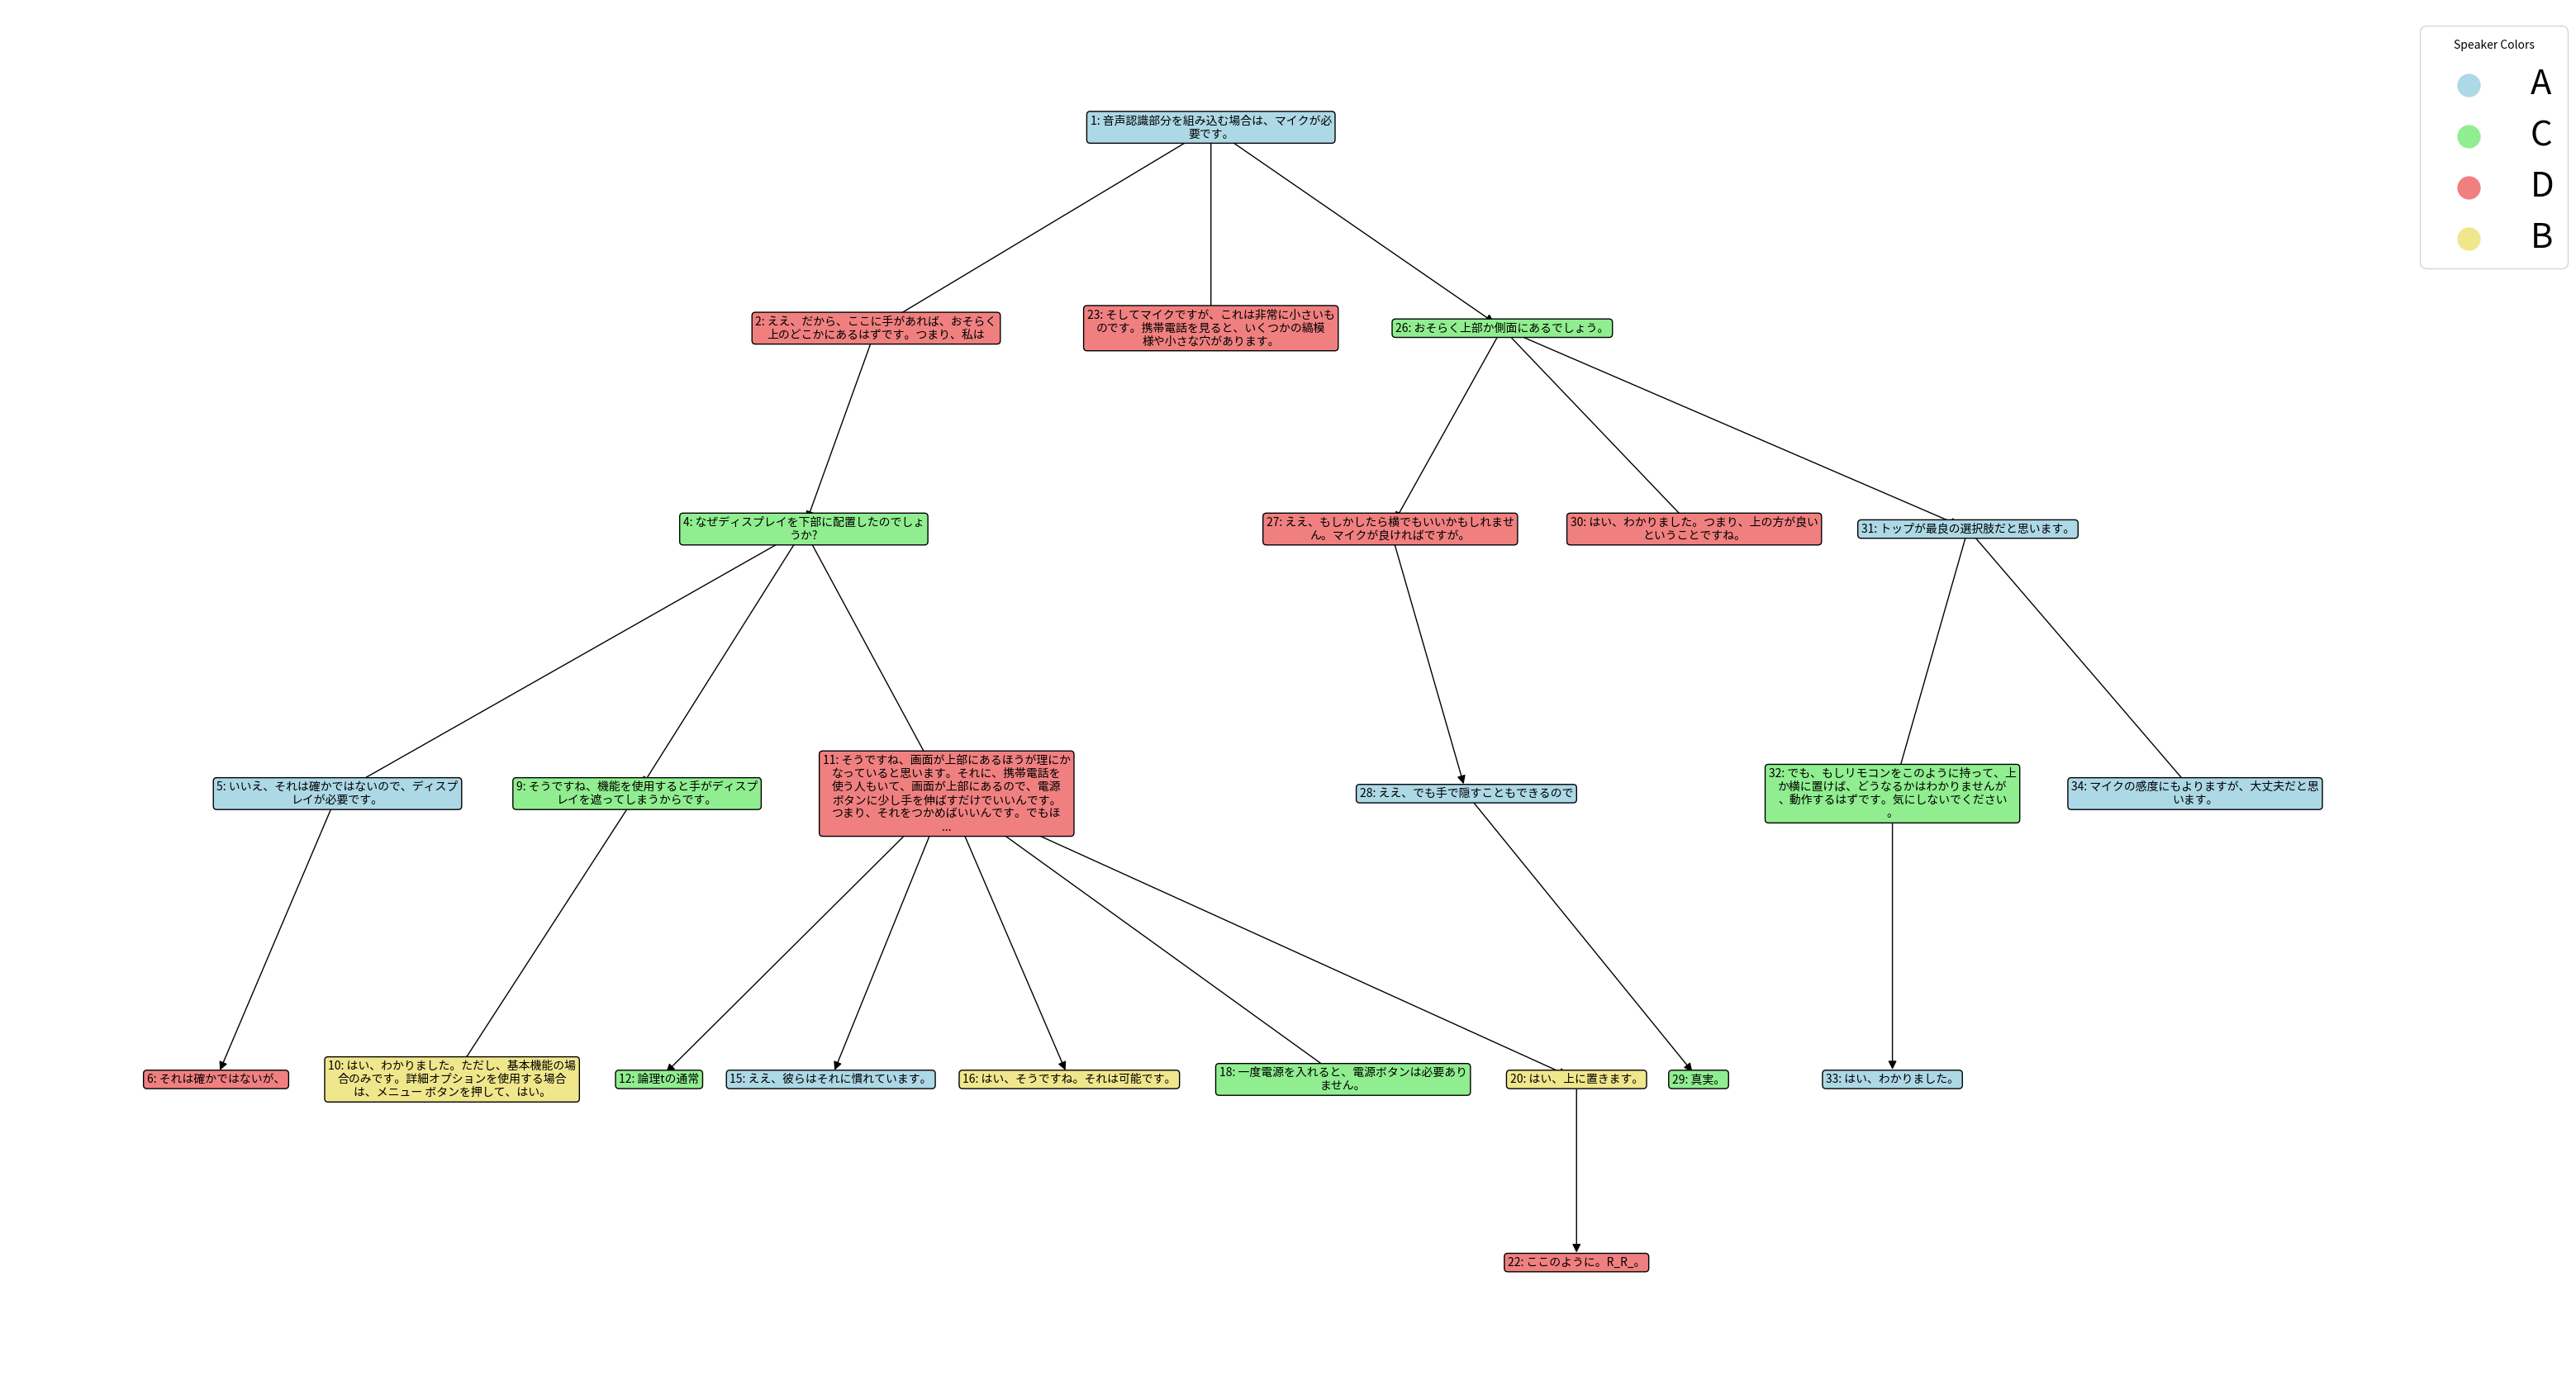 Speaker Colors
A
C
D
B
1: 音声認識部分を組み込む場合は、マイクが必
要です。
2: ええ、だから、ここに手があれば、おそらく
上のどこかにあるはずです。つまり、私は
23: そしてマイクですが、これは非常に小さいも
のです。携帯電話を見ると、いくつかの縞模
様や小さな穴があります。
26: おそらく上部か側面にあるでしょう。
4: なぜディスプレイを下部に配置したのでしょ
うか?
27: ええ、もしかしたら横でもいいかもしれませ
ん。マイクが良ければですが。
30: はい、わかりました。つまり、上の方が良い
ということですね。
31: トップが最良の選択肢だと思います。
5: いいえ、それは確かではないので、ディスプ
レイが必要です。
9: そうですね、機能を使用すると手がディスプ
レイを遮ってしまうからです。
11: そうですね、画面が上部にあるほうが理にか
なっていると思います。それに、携帯電話を
使う人もいて、画面が上部にあるので、電源
ボタンに少し手を伸ばすだけでいいんです。
つまり、それをつかめばいいんです。でもほ
...
28: ええ、でも手で隠すこともできるので
32: でも、もしリモコンをこのように持って、上
か横に置けば、どうなるかはわかりませんが
、動作するはずです。気にしないでください
。
34: マイクの感度にもよりますが、大丈夫だと思
います。
6: それは確かではないが、
10: はい、わかりました。ただし、基本機能の場
合のみです。詳細オプションを使用する場合
は、メニュー ボタンを押して、はい。
12: 論理tの通常
15: ええ、彼らはそれに慣れています。
16: はい、そうですね。それは可能です。
18: 一度電源を入れると、電源ボタンは必要あり
ません。
20: はい、上に置きます。
29: 真実。
33: はい、わかりました。
22: ここのように。R_R_。